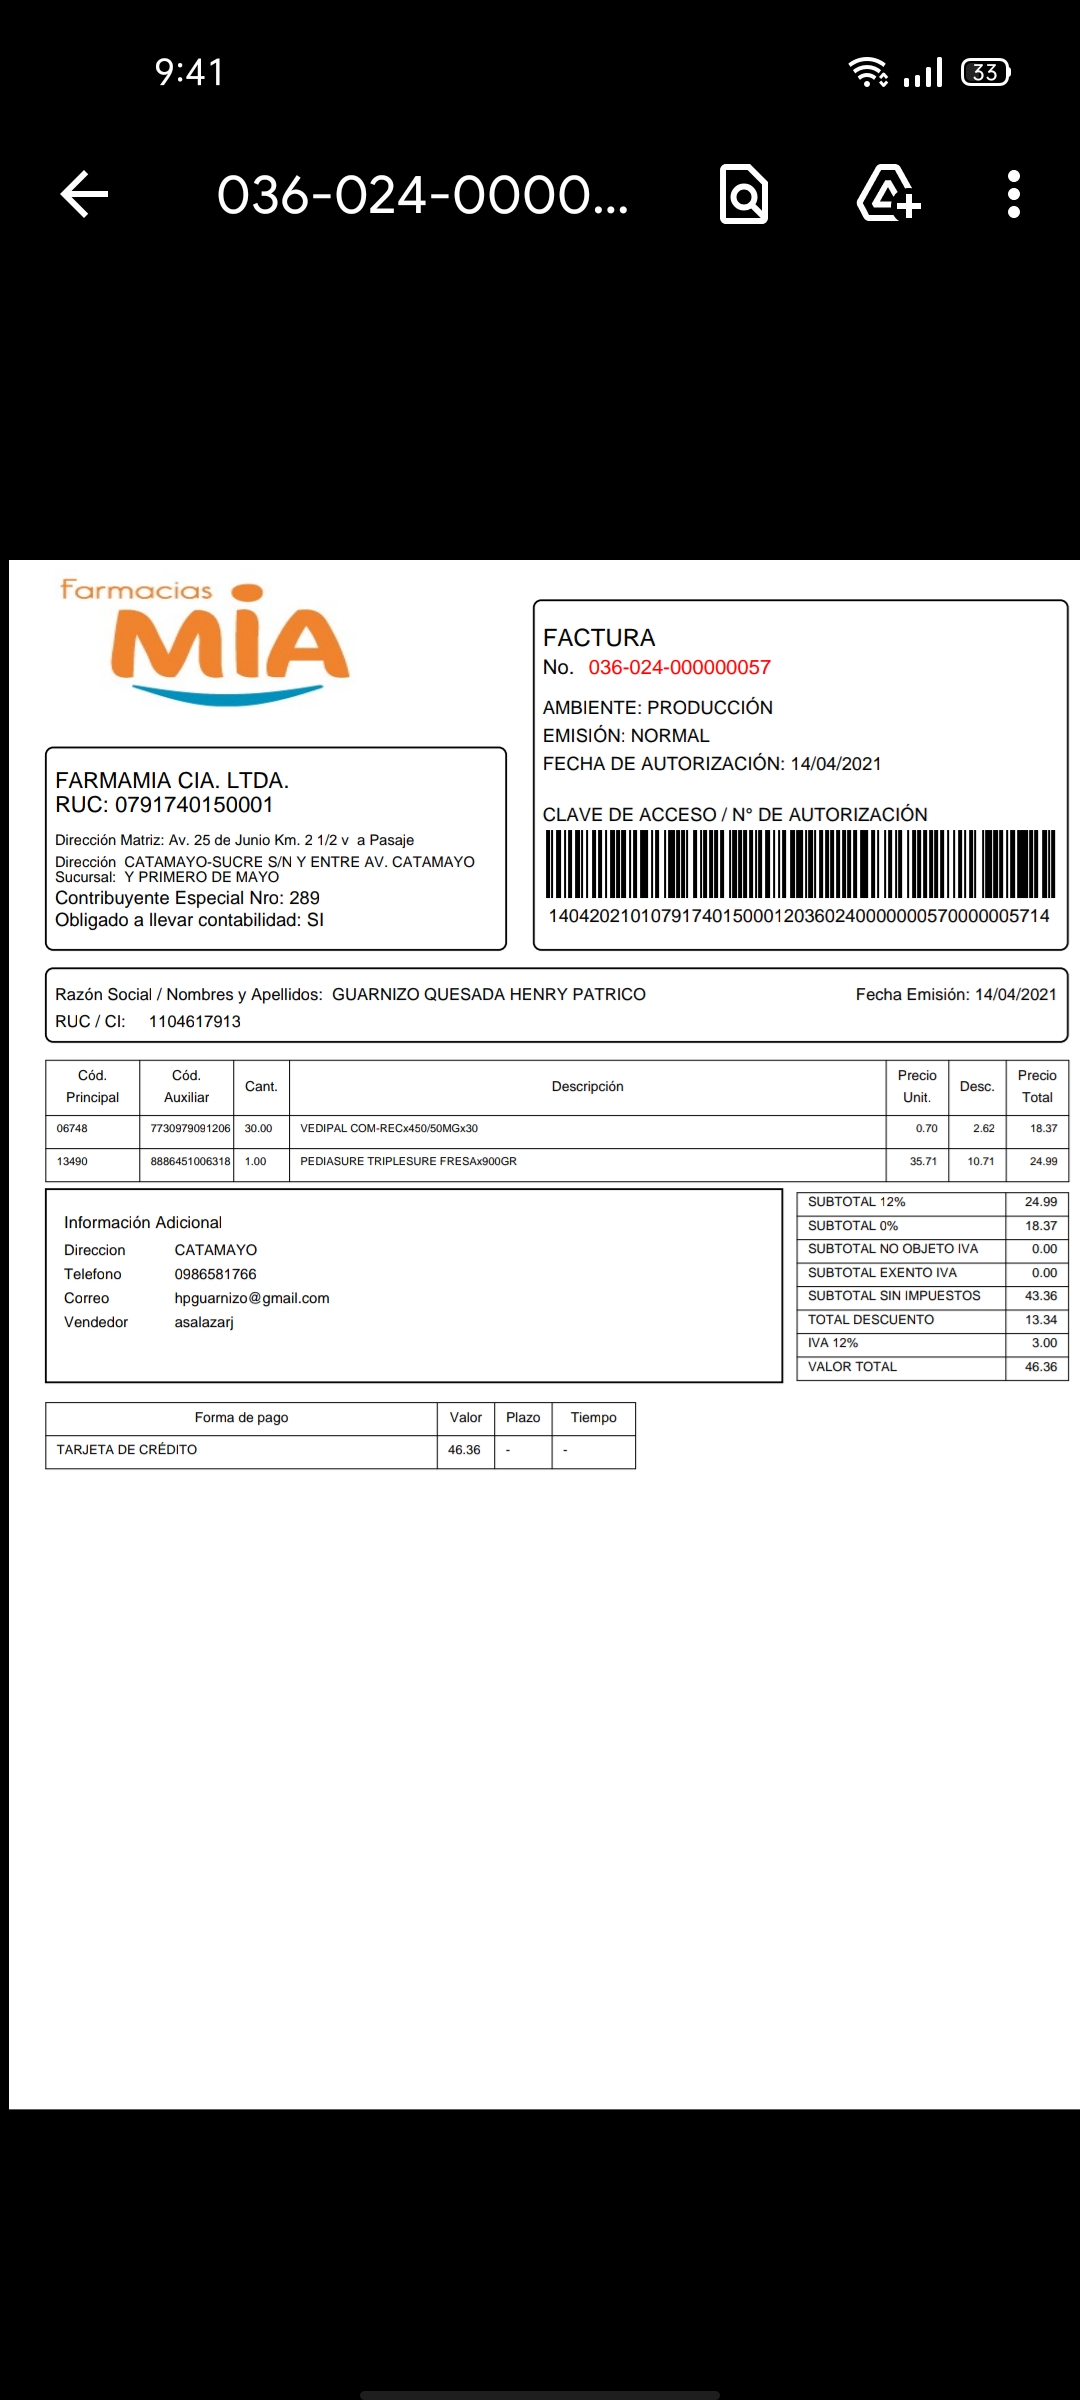 9:41
33
036-024-0000...
Farmacias
MIA
FACTURA
No. 036-024-000000057
AMBIENTE: PRODUCCIÓN
EMISIÓN: NORMAL
FECHA DE AUTORIZACIÓN: 14/04/2021
CLAVE DE ACCESO / N° DE AUTORIZACIÓN
1404202101079174015000120360240000000570000005714
FARMAMIA CIA. LTDA.
RUC: 0791740150001
Dirección Matriz: Av. 25 de Junio Km. 2 1/2 v a Pasaje
Dirección CATAMAYO-SUCRE S/N Y ENTRE AV. CATAMAYO
Sucursal: Y PRIMERO DE MAYO
Contribuyente Especial Nro: 289
Obligado a llevar contabilidad: SI
Razón Social / Nombres y Apellidos: GUARNIZO QUESADA HENRY PATRICO Fecha Emisión: 14/04/2021
RUC / CI: 1104617913
Cód. Principal Cód. Auxiliar Cant. Descripción Precio Unit. Desc. Precio Total
06748 7730979091206 30.00 VEDIPAL COM-RECx450/50MGx30 0.70 2.62 18.37
13490 8886451006318 1.00 PEDIASURE TRIPLESURE FRESAx900GR 35.71 10.71 24.99
Información Adicional
Direccion CATAMAYO
Telefono 0986581766
Correo hpguarnizo@gmail.com
Vendedor asalazarj
SUBTOTAL 12% 24.99
SUBTOTAL 0% 18.37
SUBTOTAL NO OBJETO IVA 0.00
SUBTOTAL EXENTO IVA 0.00
SUBTOTAL SIN IMPUESTOS 43.36
TOTAL DESCUENTO 13.34
IVA 12% 3.00
VALOR TOTAL 46.36
Forma de pago Valor Plazo Tiempo
TARJETA DE CRÉDITO 46.36 - -